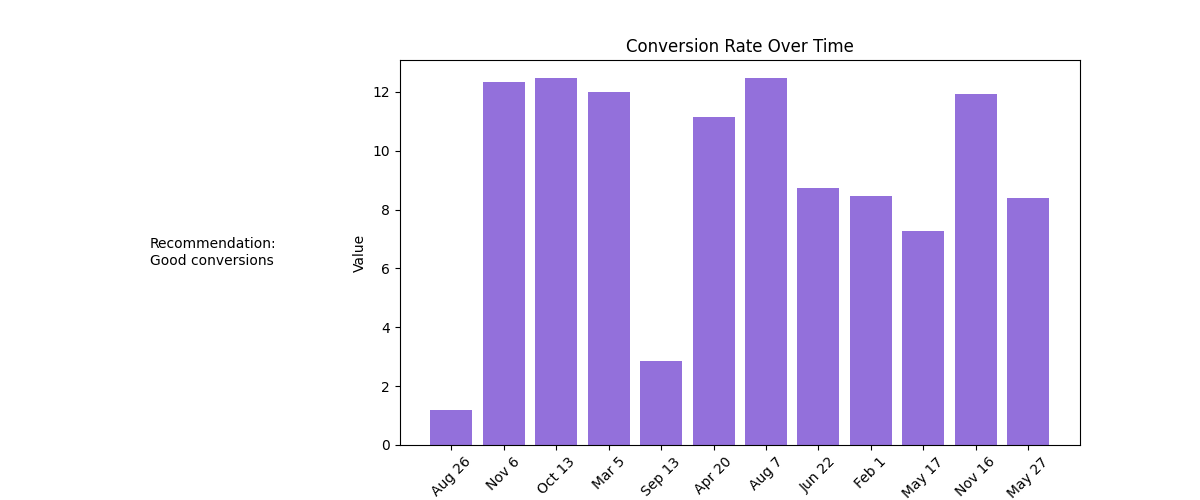 Conversion Rate Over Time
Recommendation:
Good conversions
Value
12
10
8
6
4
2
0
Aug 26
Nov 6
Oct 13
Mar 5
Sep 13
Apr 20
Aug 7
Jun 22
Feb 1
May 17
Nov 16
May 27